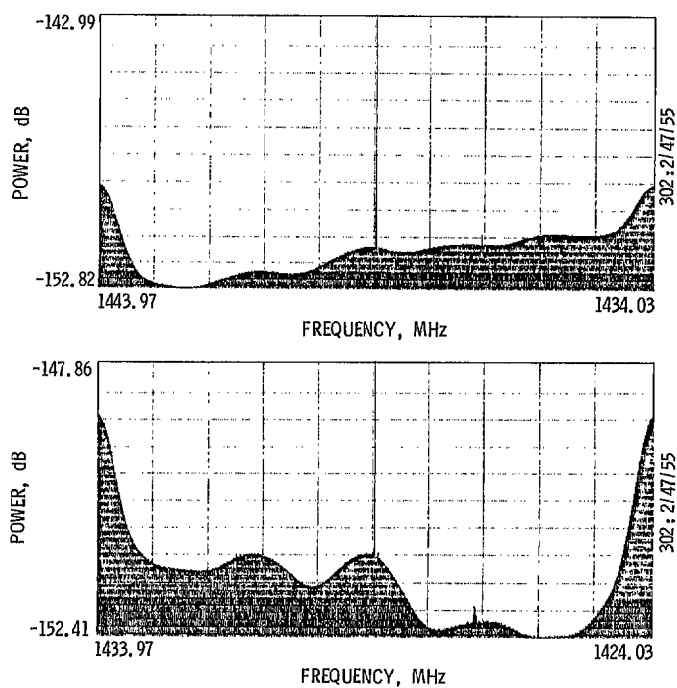 -142.99
POWER, dB
302:2/47/55
-152.82
1443.97
1434.03
FREQUENCY, MHz
-147.86
POWER, dB
302:2/47/55
-152.41
1433.97
1424.03
FREQUENCY, MHz